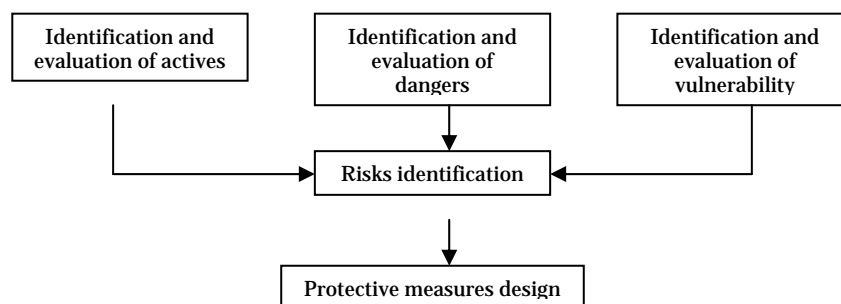 Identification and
evaluation of actives
Identification and
evaluation of
dangers
Identification and
evaluation of
vulnerability
Risks identification
Protective measures design